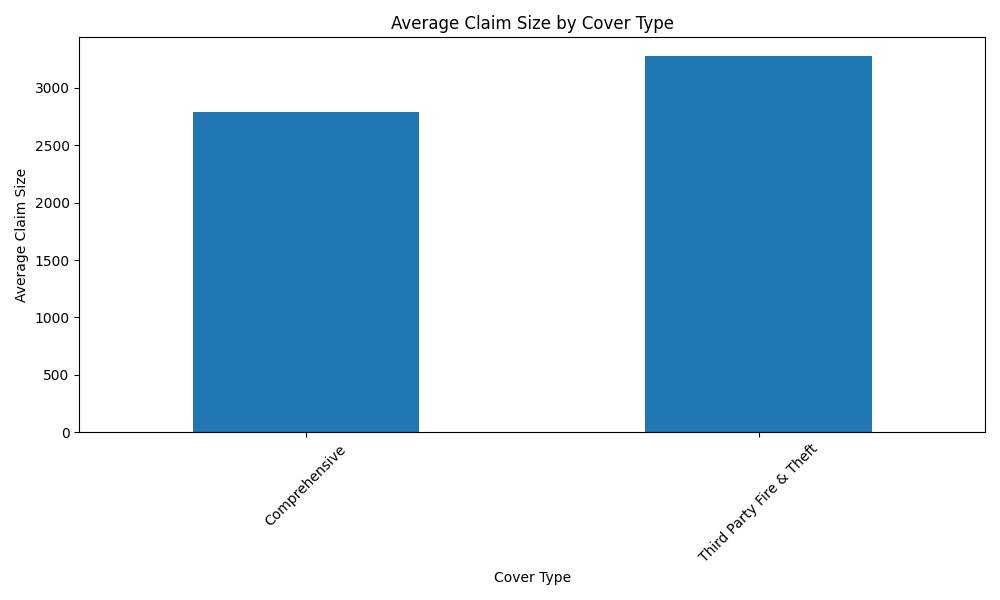 Average Claim Size by Cover Type
Average Claim Size
3000
2500
2000
1500
1000
500
0
Comprehensive
Third Party Fire & Theft
Cover Type